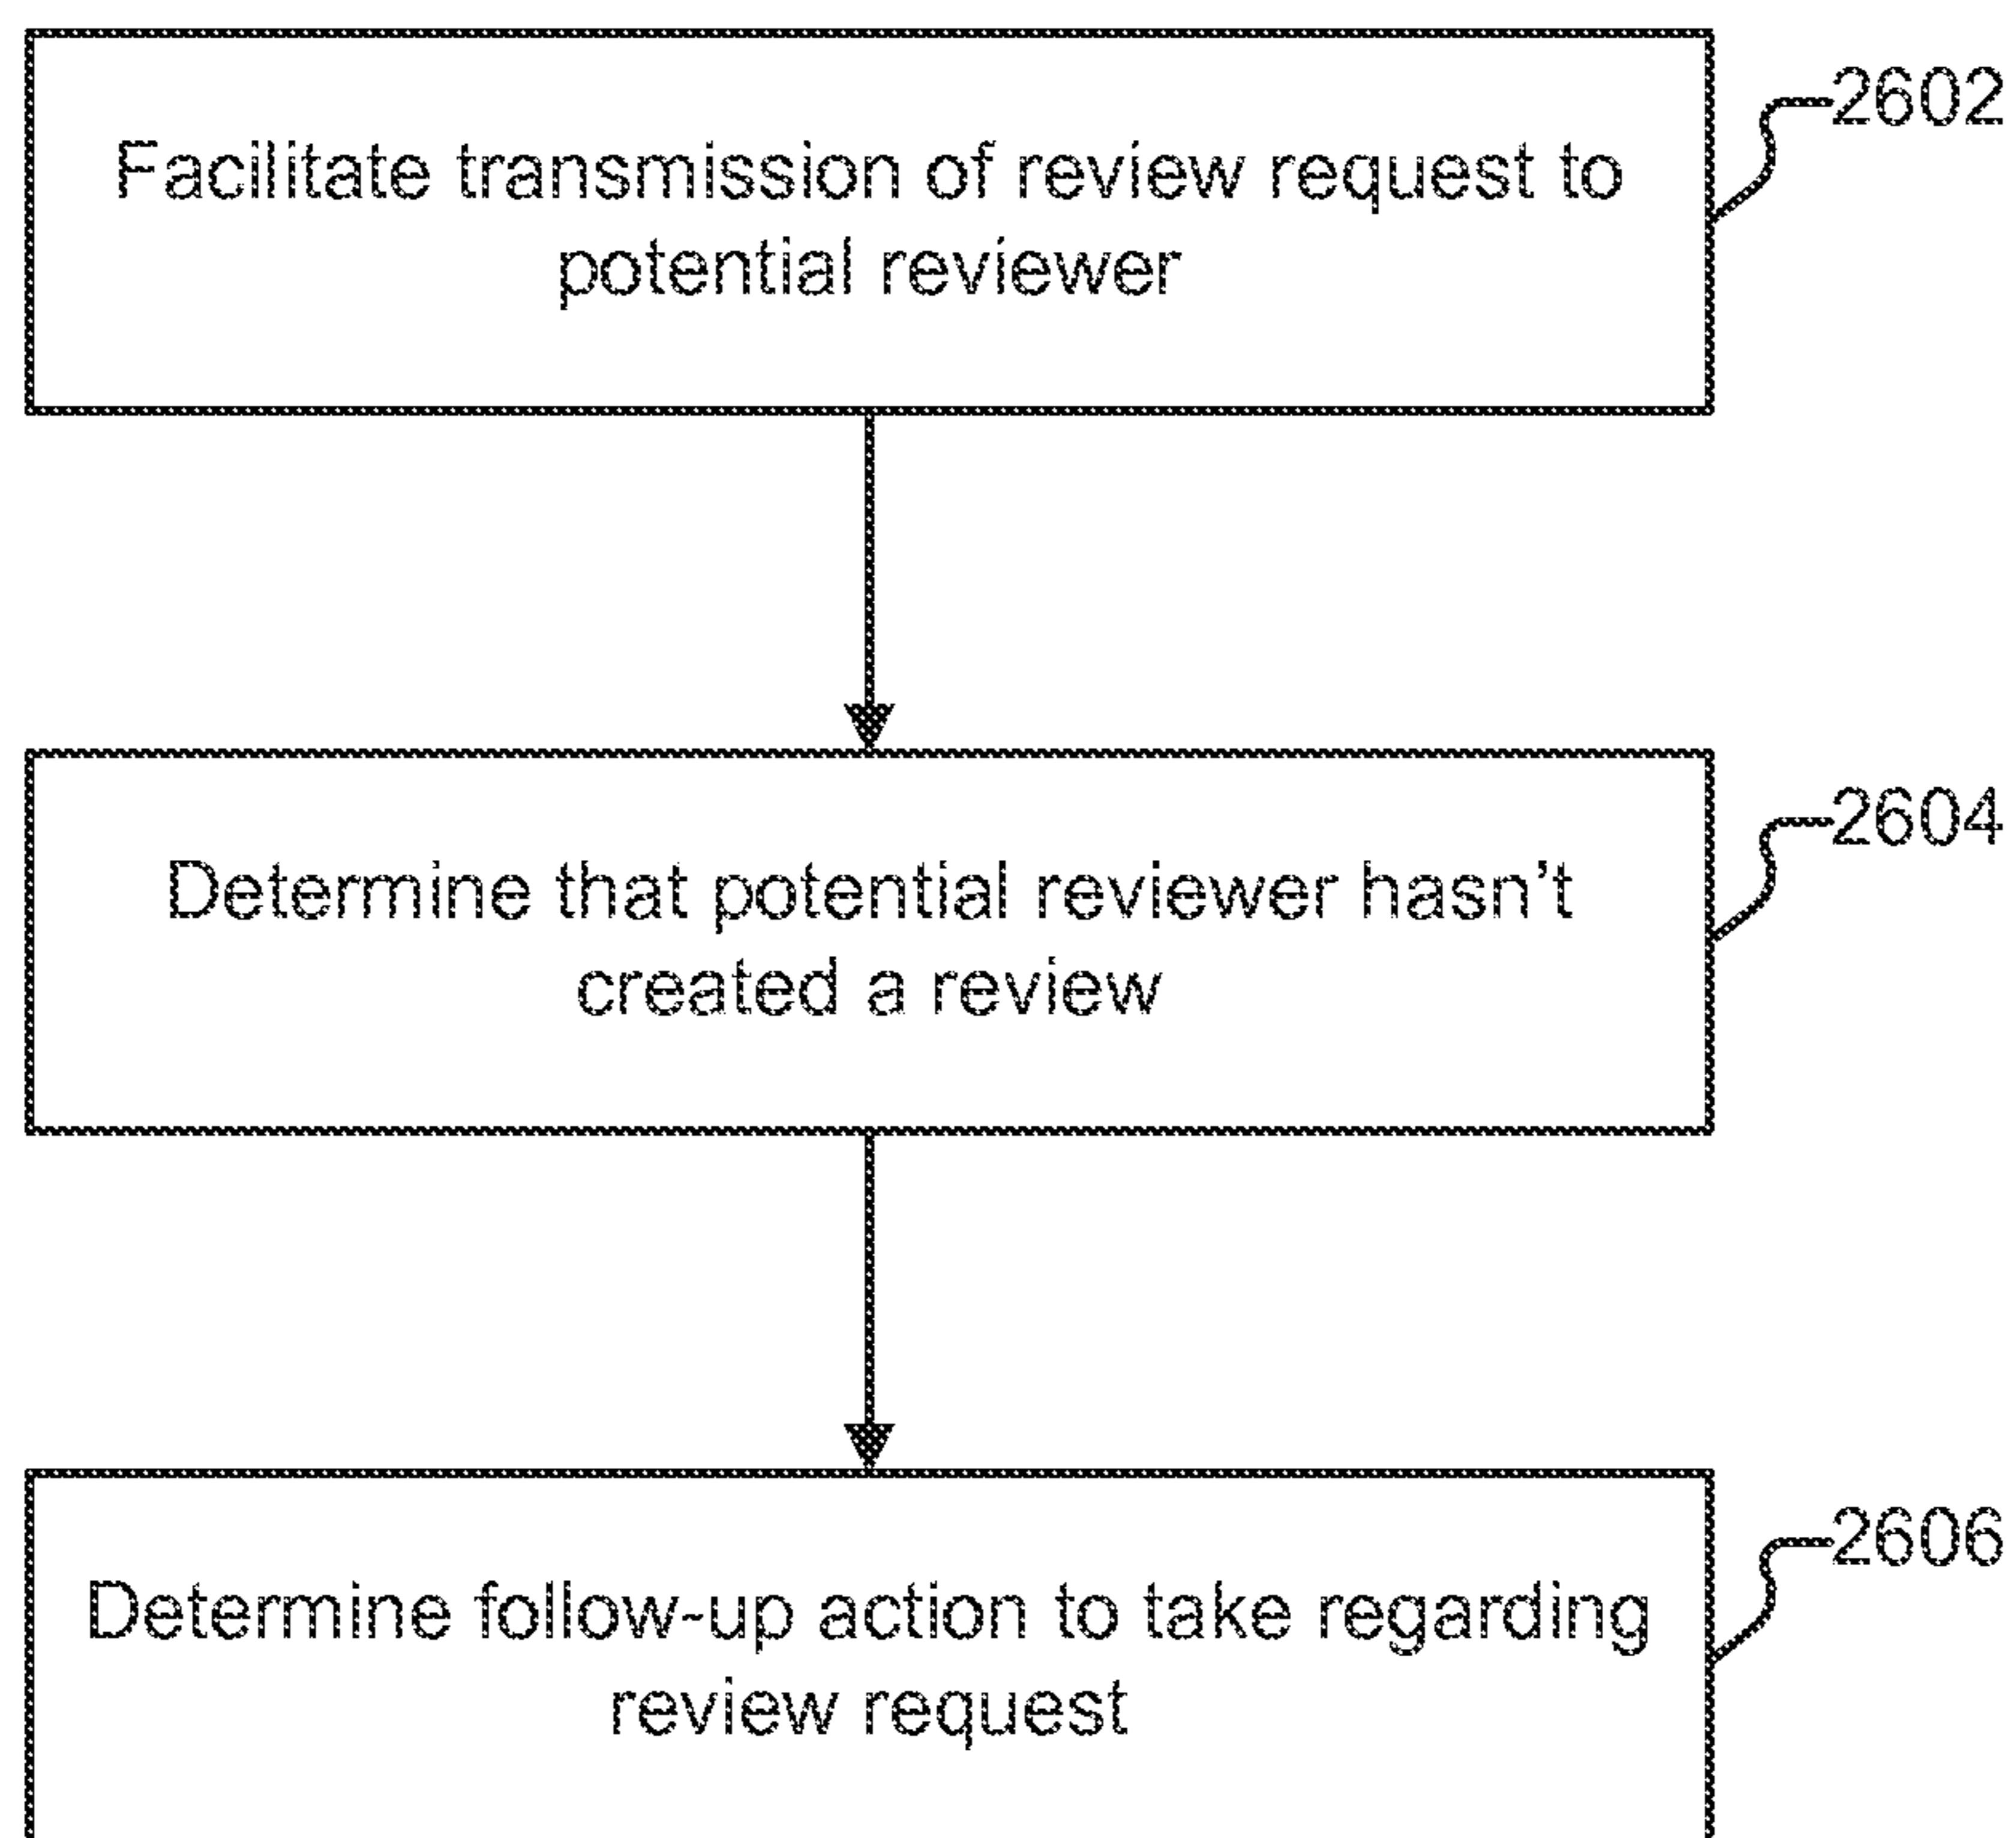 2602
Facilitate transmission of review request to
potential reviewer
2604
Determine that potential reviewer hasn't
created a review
2606
Determine follow-up action to take regarding
review request